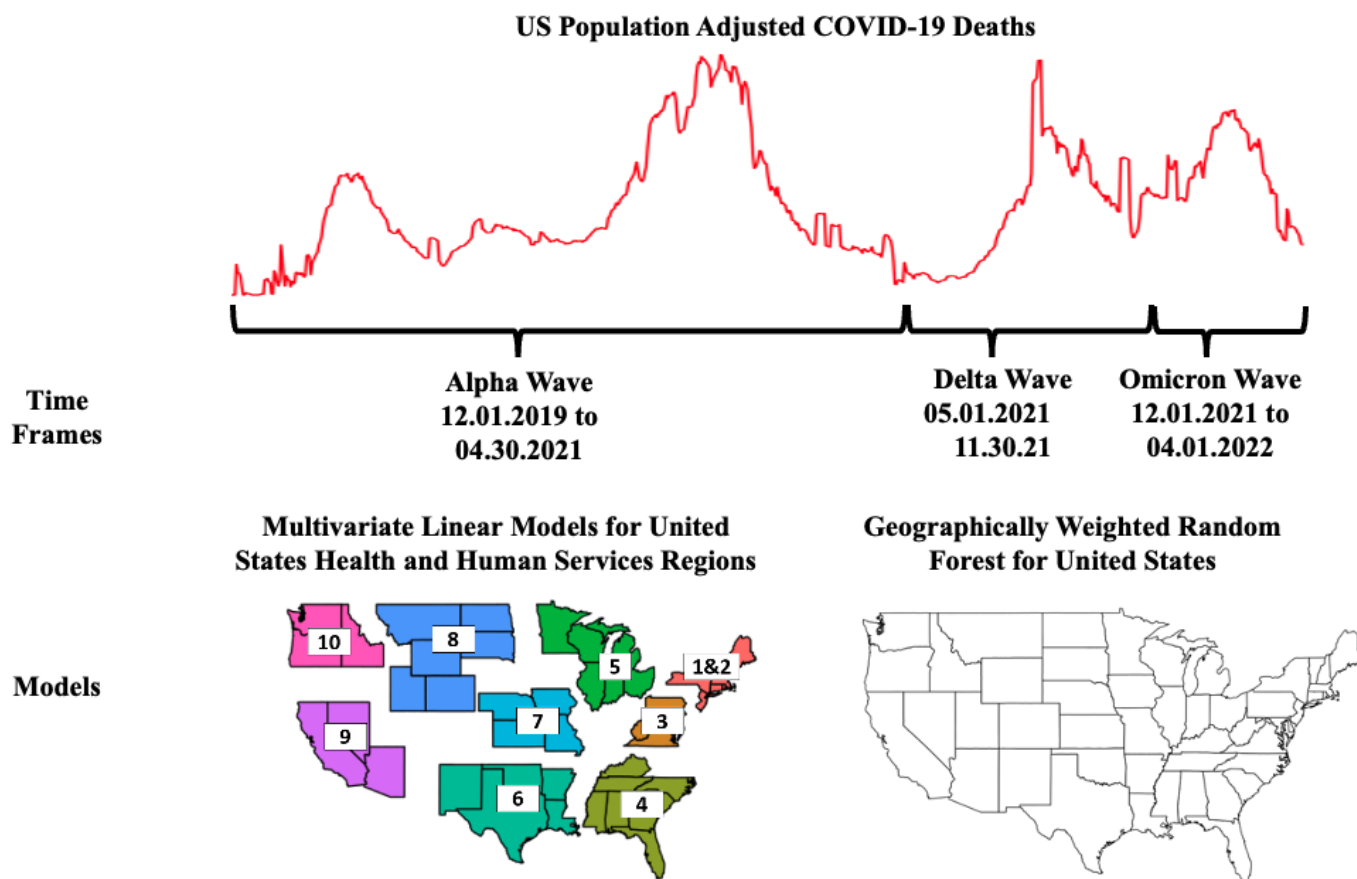 US Population Adjusted COVID-19 Deaths
Time
Frames
Alpha Wave
12.01.2019 to
04.30.2021
Delta Wave
05.01.2021
11.30.21
Omicron Wave
12.01.2021 to
04.01.2022
Models
Multivariate Linear Models for United
States Health and Human Services Regions
10
8
5
1&2
9
7
3
6
4
Geographically Weighted Random
Forest for United States